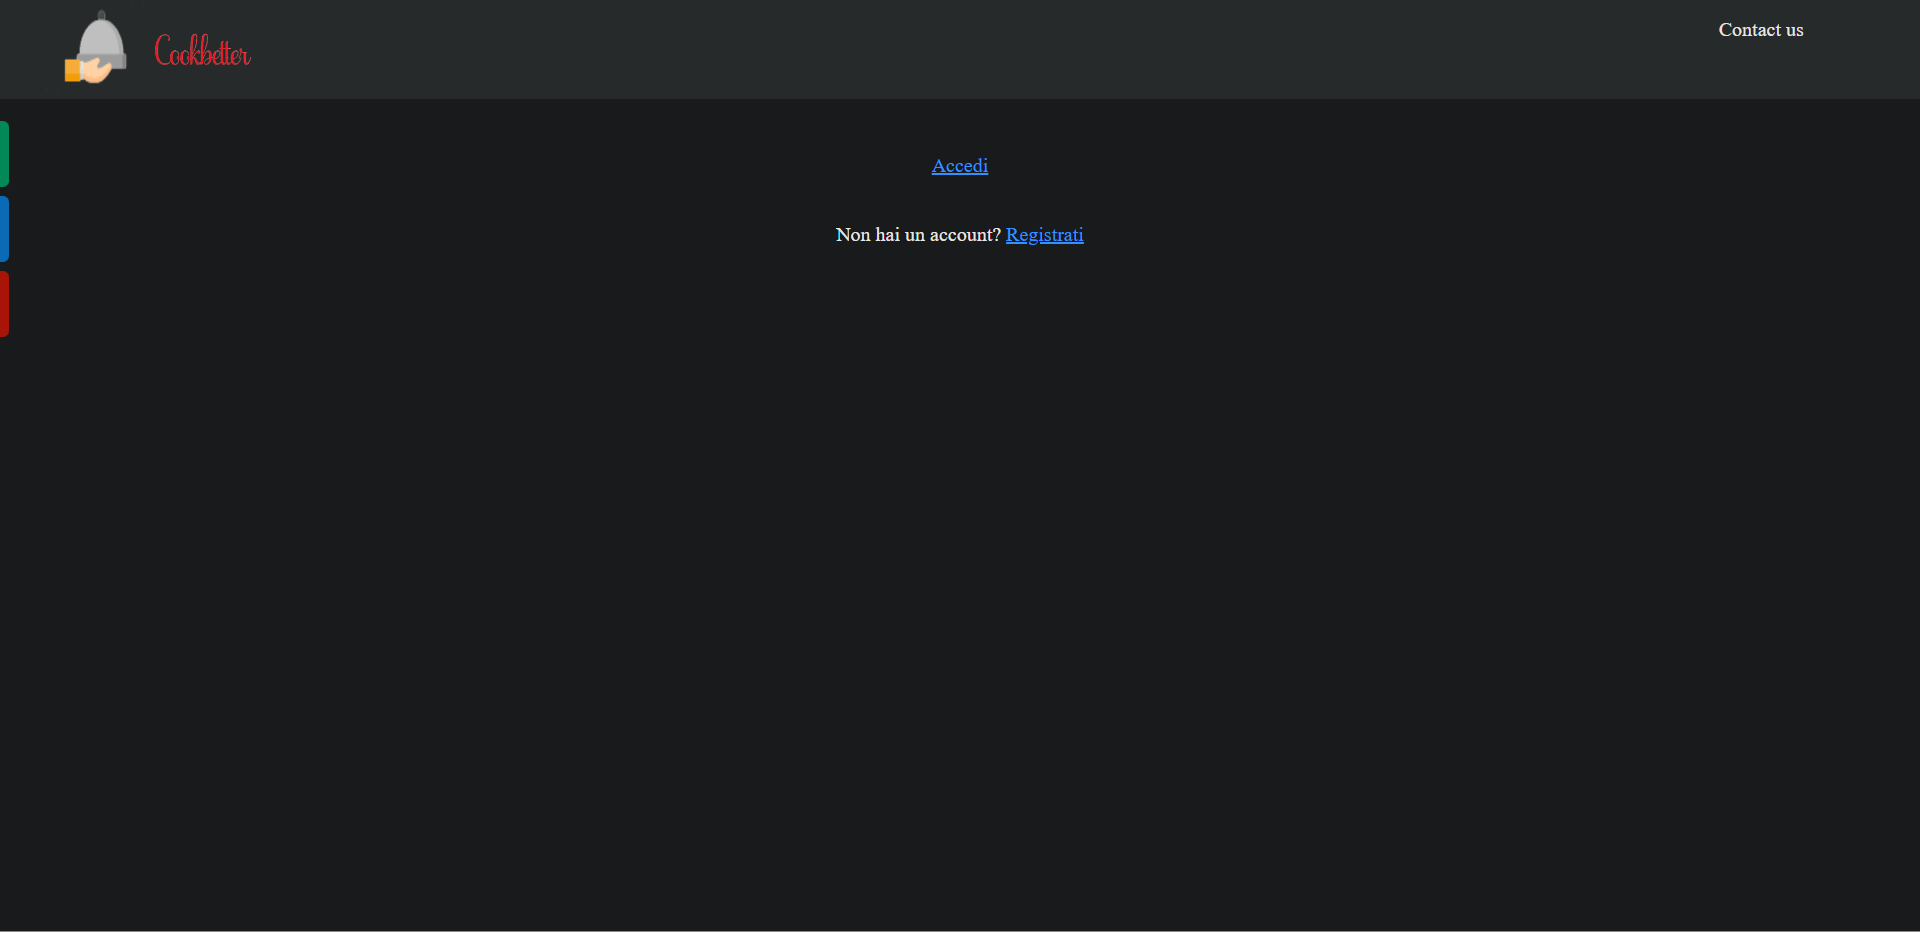 Cookbetter
Contact us
Accedi
Non hai un account? Registrati